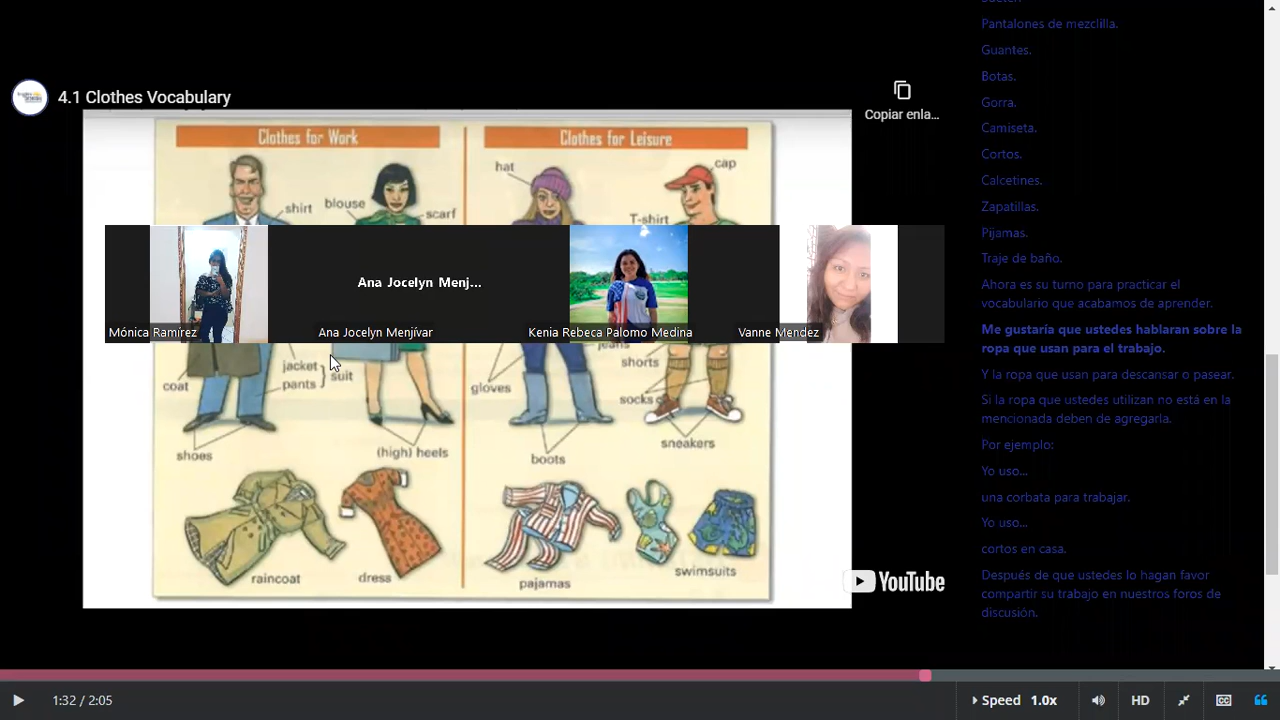 4.1 Clothes Vocabulary
Copiar enla...
Clothes for Work
Clothes for Leisure
shirt
blouse
scarf
hat
cap
T-shirt
Ana Jocelyn Menj...
Mónica Ramírez
Ana Jocelyn Menjívar
Kenia Rebeca Palomo Medina
Vanne Mendez
coat
jacket
pants
suit
gloves
jeans
shorts
socks
shoes
(high) heels
boots
sneakers
raincoat
dress
pajamas
swimsuits
YouTube
Pantalones de mezclilla.
Guantes.
Botas.
Gorra.
Camiseta.
Cortos.
Calcetines.
Zapatillas.
Pijamas.
Traje de baño.
Ahora es su turno para practicar el
vocabulario que acabamos de aprender.
Me gustaría que ustedes hablaran sobre la
ropa que usan para el trabajo.
Y la ropa que usan para descansar o pasear.
Si la ropa que ustedes utilizan no está en la
mencionada deben de agregarla.
Por ejemplo:
Yo uso...
una corbata para trabajar.
Yo uso...
cortos en casa.
Después de que ustedes lo hagan favor
compartir su trabajo en nuestros foros de
discusión.
1:32 / 2:05
Speed 1.0x
HD
CC